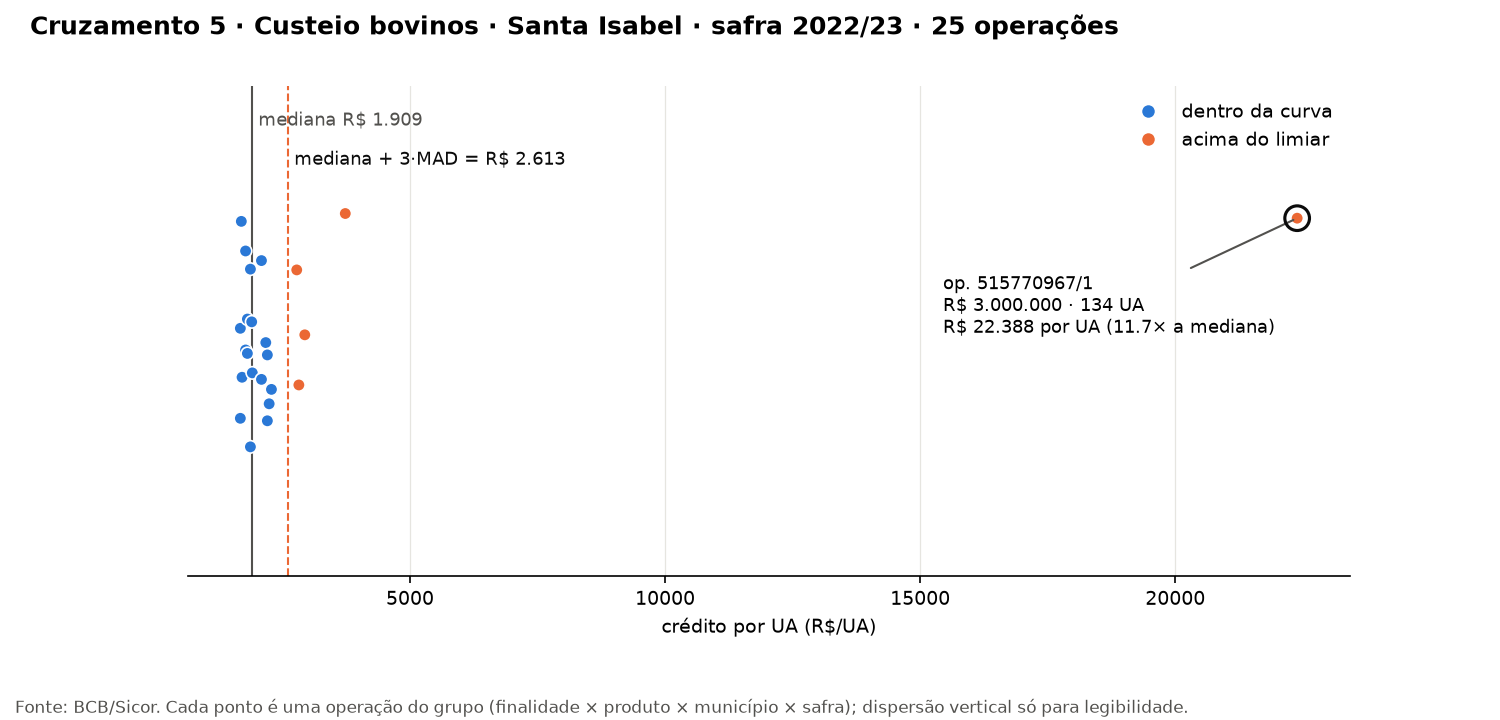 Cruzamento 5 · Custeio bovinos · Santa Isabel · safra 2022/23 · 25 operações
mediana R$ 1.909
mediana + 3·MAD = R$ 2.613
dentro da curva
acima do limiar
op. 515770967/1
R$ 3.000.000 · 134 UA
R$ 22.388 por UA (11.7× a mediana)
5000 10000 15000 20000
crédito por UA (R$/UA)
Fonte: BCB/Sicor. Cada ponto é uma operação do grupo (finalidade × produto × município × safra); dispersão vertical só para legibilidade.